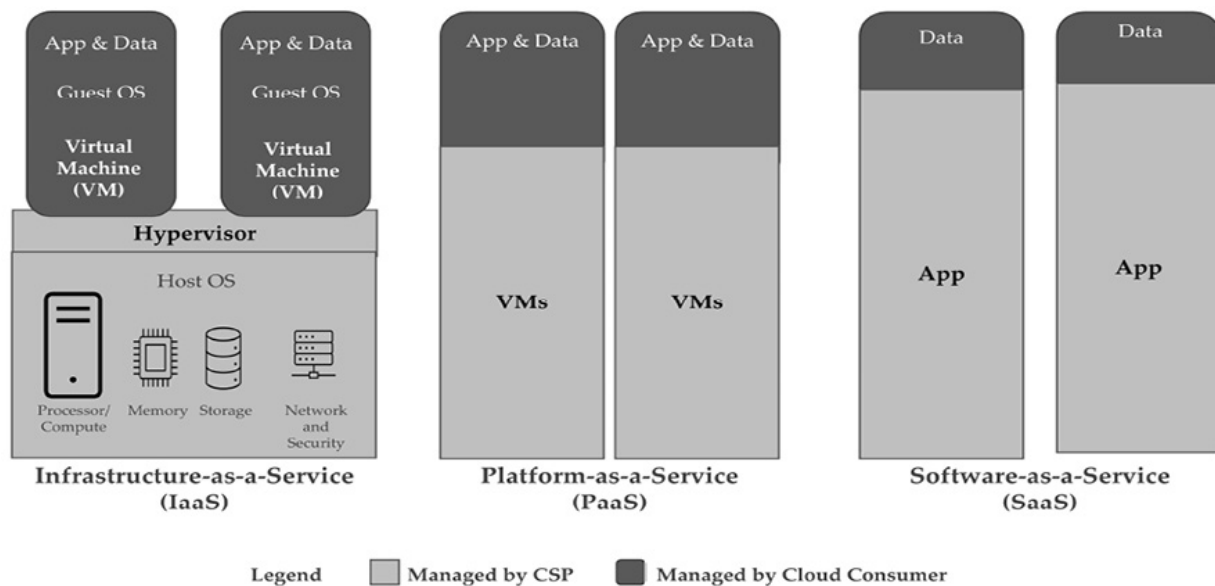 App & Data
Guest OS
Virtual
Machine
(VM)
App & Data
Guest OS
Virtual
Machine
(VM)
Hypervisor
Host OS
Processor/
Compute
Memory
Storage
Network
and
Security
Infrastructure-as-a-Service
(IaaS)
App & Data
VMs
App & Data
VMs
Platform-as-a-Service
(PaaS)
Data
App
Data
App
Software-as-a-Service
(SaaS)
Legend
Managed by CSP
Managed by Cloud Consumer